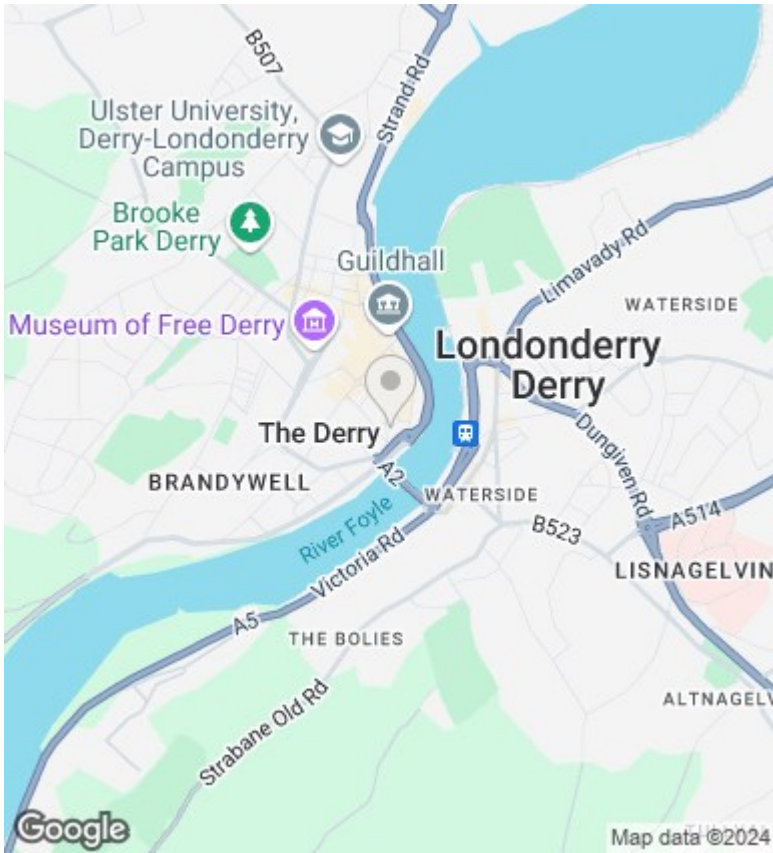 B507
Strand Rd
Ulster University,
Derry-Londonderry
Campus
Brooke
Park Derry
Guildhall
Limavady Rd
WATERSIDE
Museum of Free Derry
Londonderry
Derry
The Derry
Dungiven Rd
A2
BRANDYWELL
WATERSIDE
A514
B523
River Foyle
Victoria Rd
LISNAGELVIN
A5
THE BOLIES
ALTNAGELV
Strabane Old Rd
Google
Map data ©2024